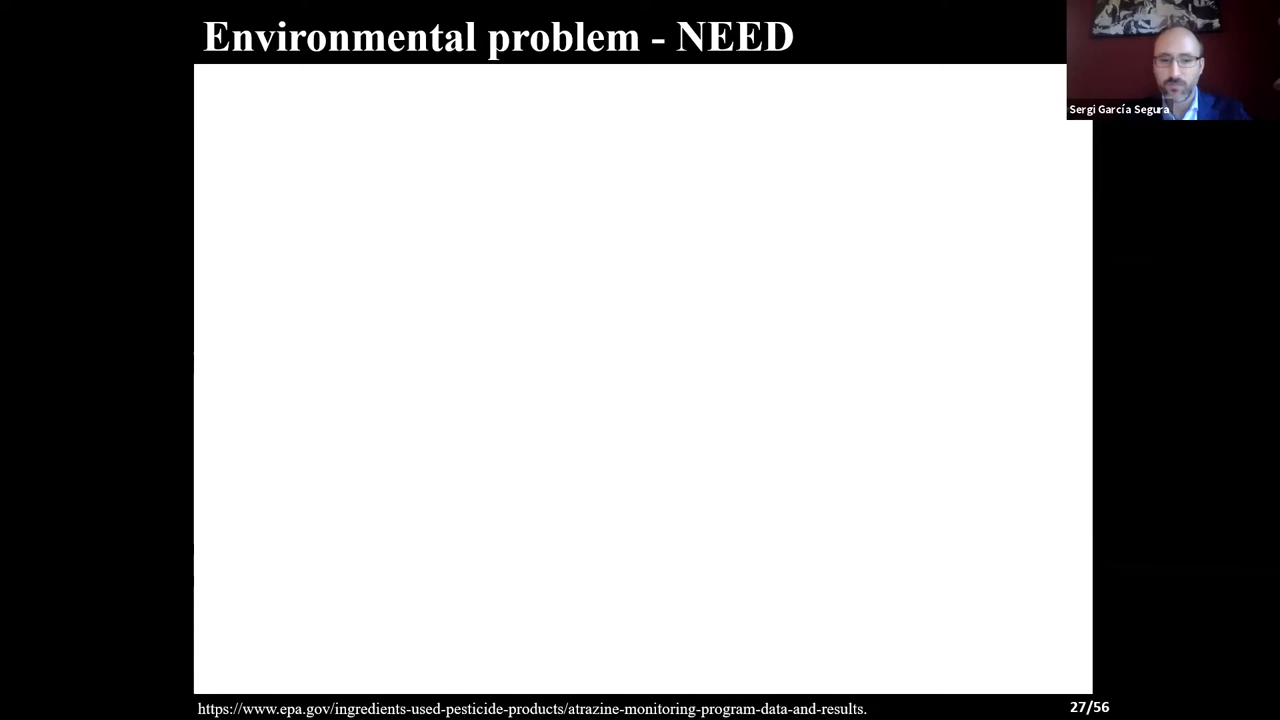 Environmental problem - NEED
Sergi García Segura
https://www.epa.gov/ingredients-used-pesticide-products/atrazine-monitoring-program-data-and-results.
27/56